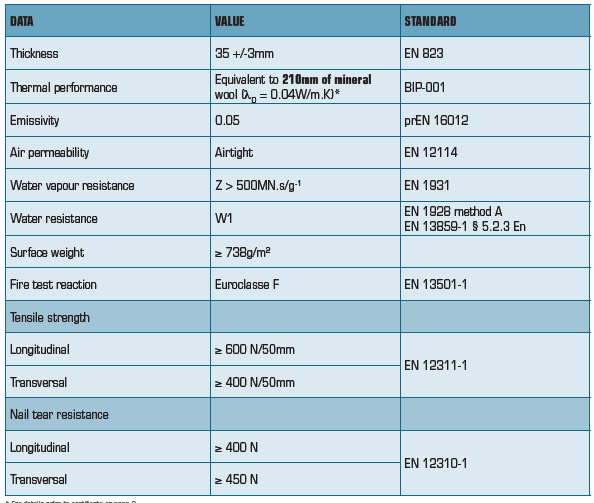 DATA VALUE STANDARD
Thickness 35 +/-3mm EN 823
Thermal performance Equivalent to 210mm of mineral wool (λD = 0.04W/m.K)* BIP-001
Emissivity 0.05 prEN 16012
Air permeability Airtight EN 12114
Water vapour resistance Z > 500MN.s/g-1 EN 1931
Water resistance W1 EN 1928 method A
EN 13859-1 § 5.2.3 En
Surface weight ≥ 738g/m²
Fire test reaction Euroclasse F EN 13501-1
Tensile strength
Longitudinal ≥ 600 N/50mm
EN 12311-1
Transversal ≥ 400 N/50mm
Nail tear resistance
Longitudinal ≥ 400 N
EN 12310-1
Transversal ≥ 450 N